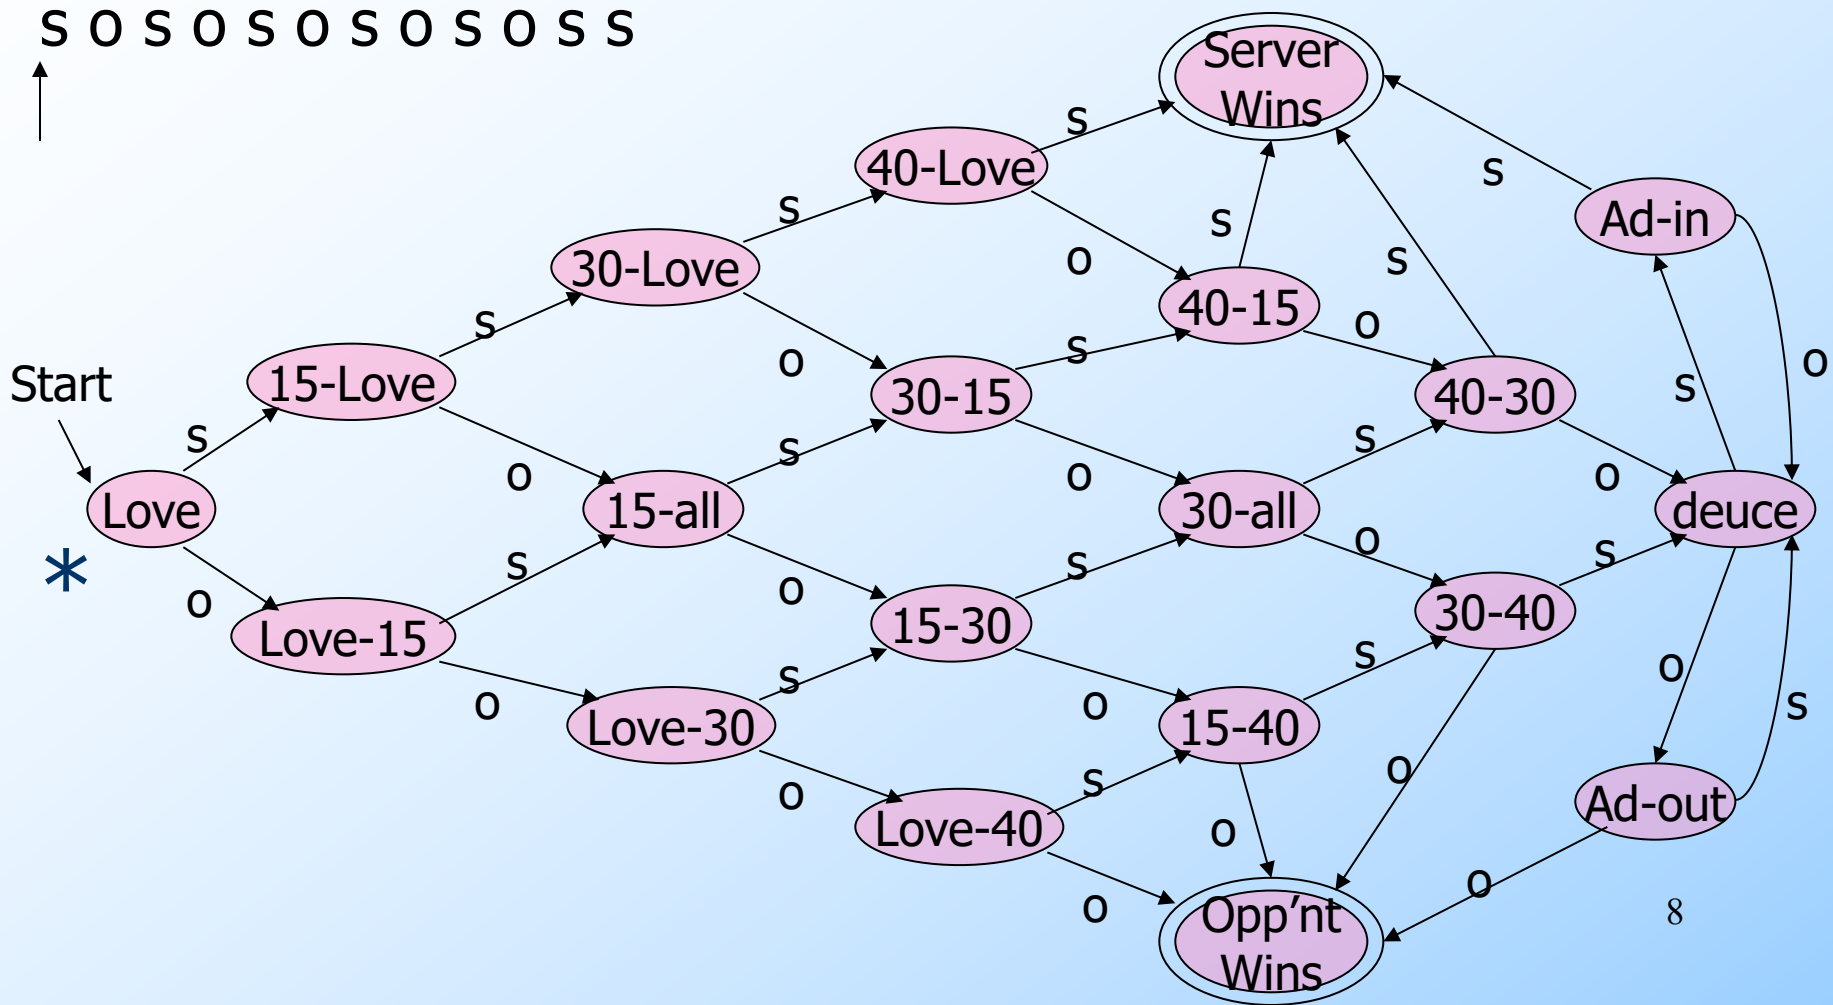 s o s o s o s o s o s s
Server
Wins
s
40-Love
s
s
Ad-in
s
o
s
s
30-Love
40-15
s
o
o
s
o
s
Start
15-Love
30-15
40-30
s
s
s
o
o
o
Love
15-all
30-all
deuce
*
o
s
o
s
o
s
Love-15
15-30
30-40
o
s
o
s
o
s
Love-30
15-40
o
s
o
o
Ad-out
Love-40
o
o
8
Opp’nt
Wins